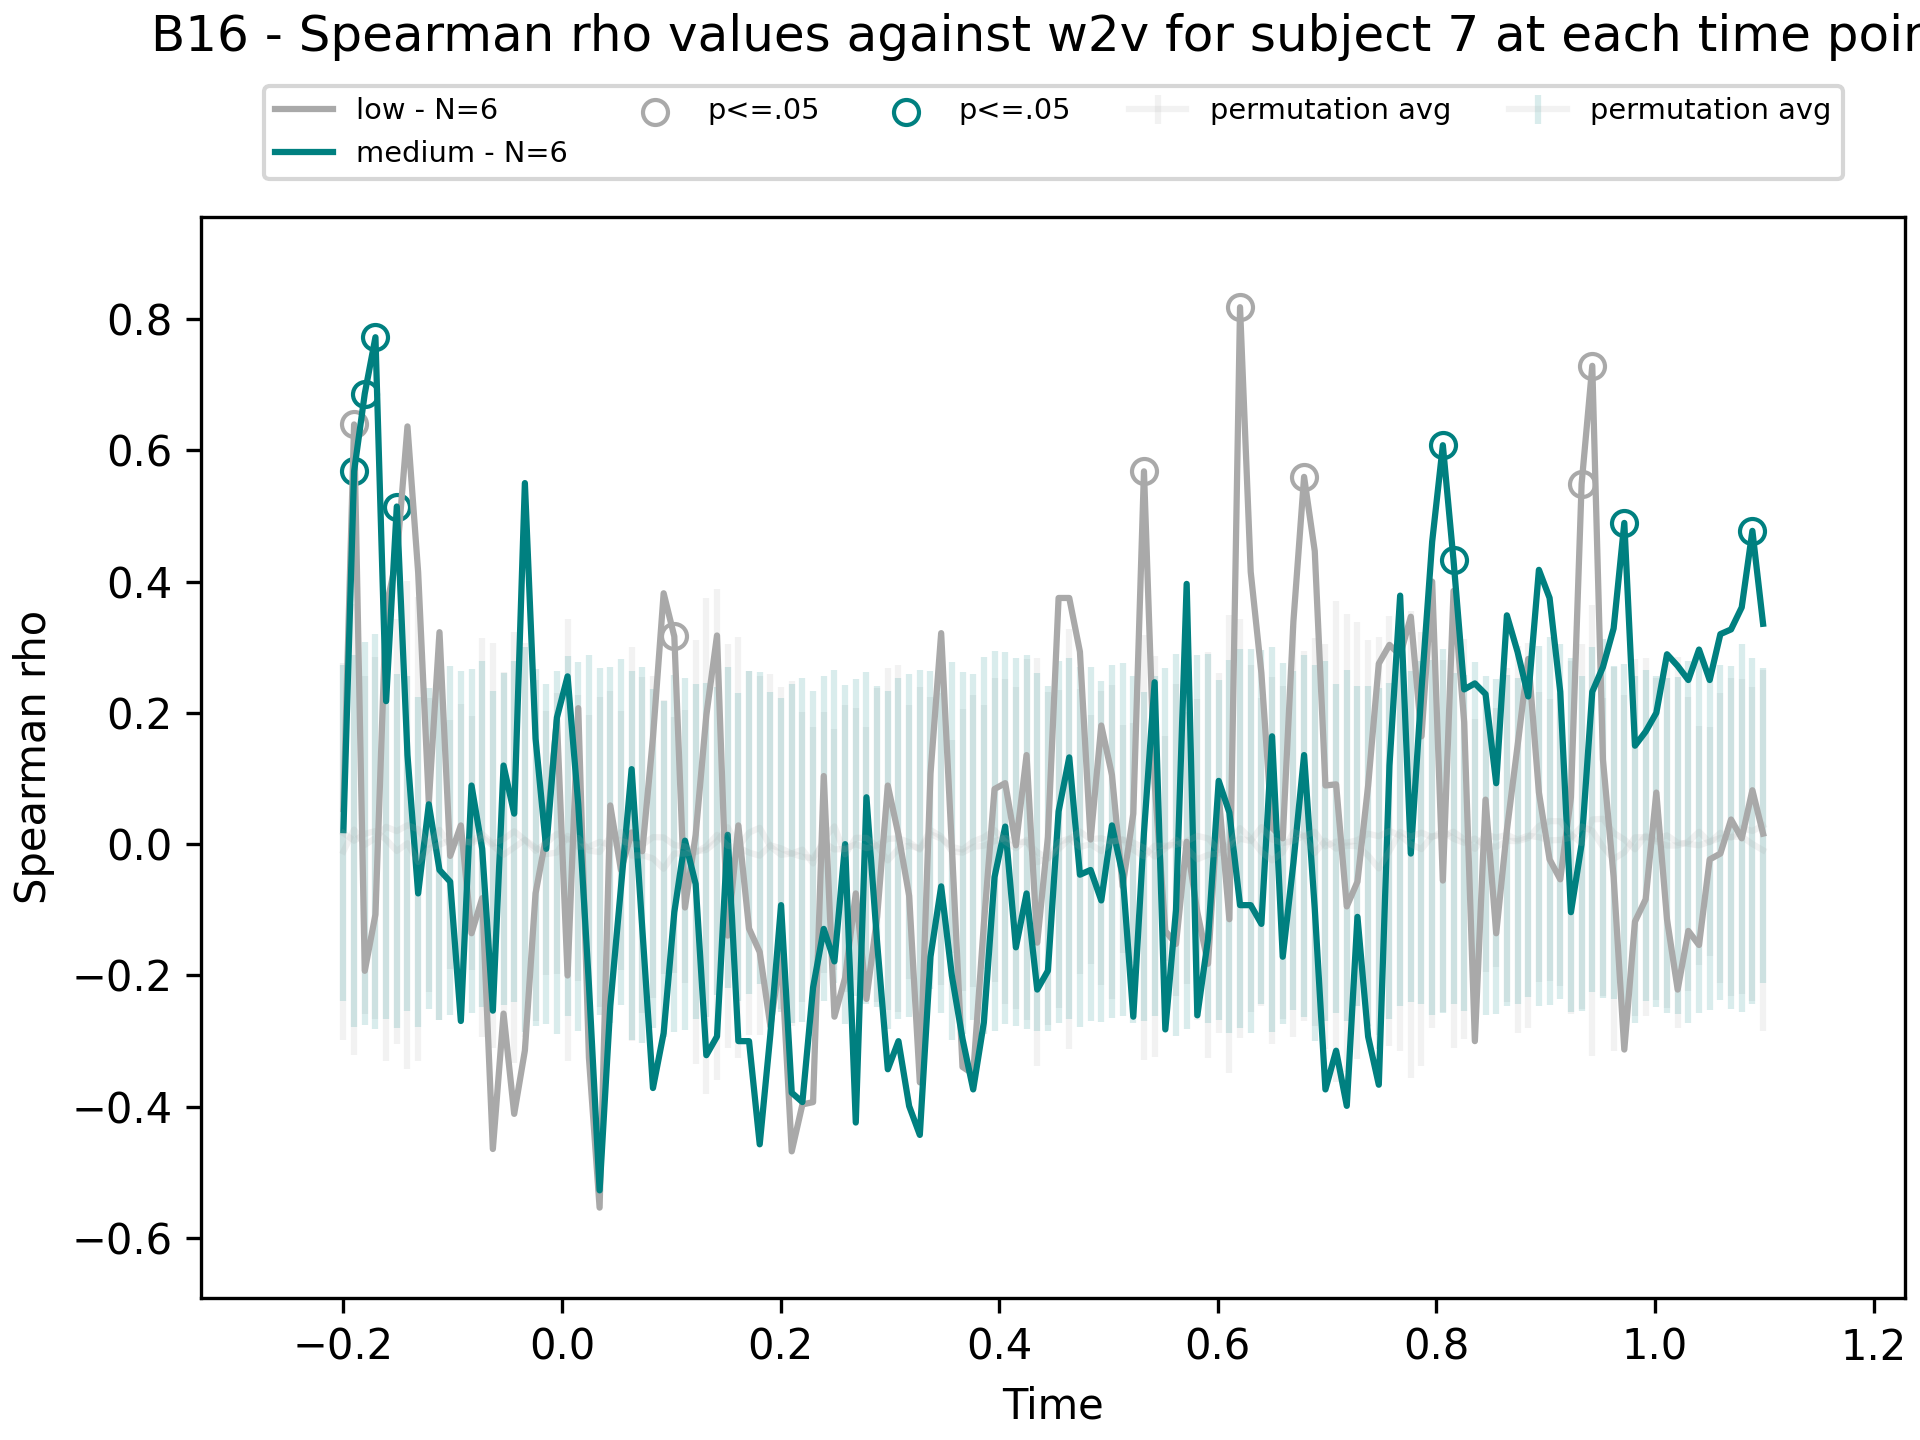 B16 - Spearman rho values against w2v for subject 7 at each time
low - N=6 p<=.05 p<=.05 permutation avg permutation avg
medium - N=6
Spearman rho
0.8
0.6
0.4
0.2
0.0
−0.2
−0.4
−0.6
−0.2 0.0 0.2 0.4 0.6 0.8 1.0 1.2
Time